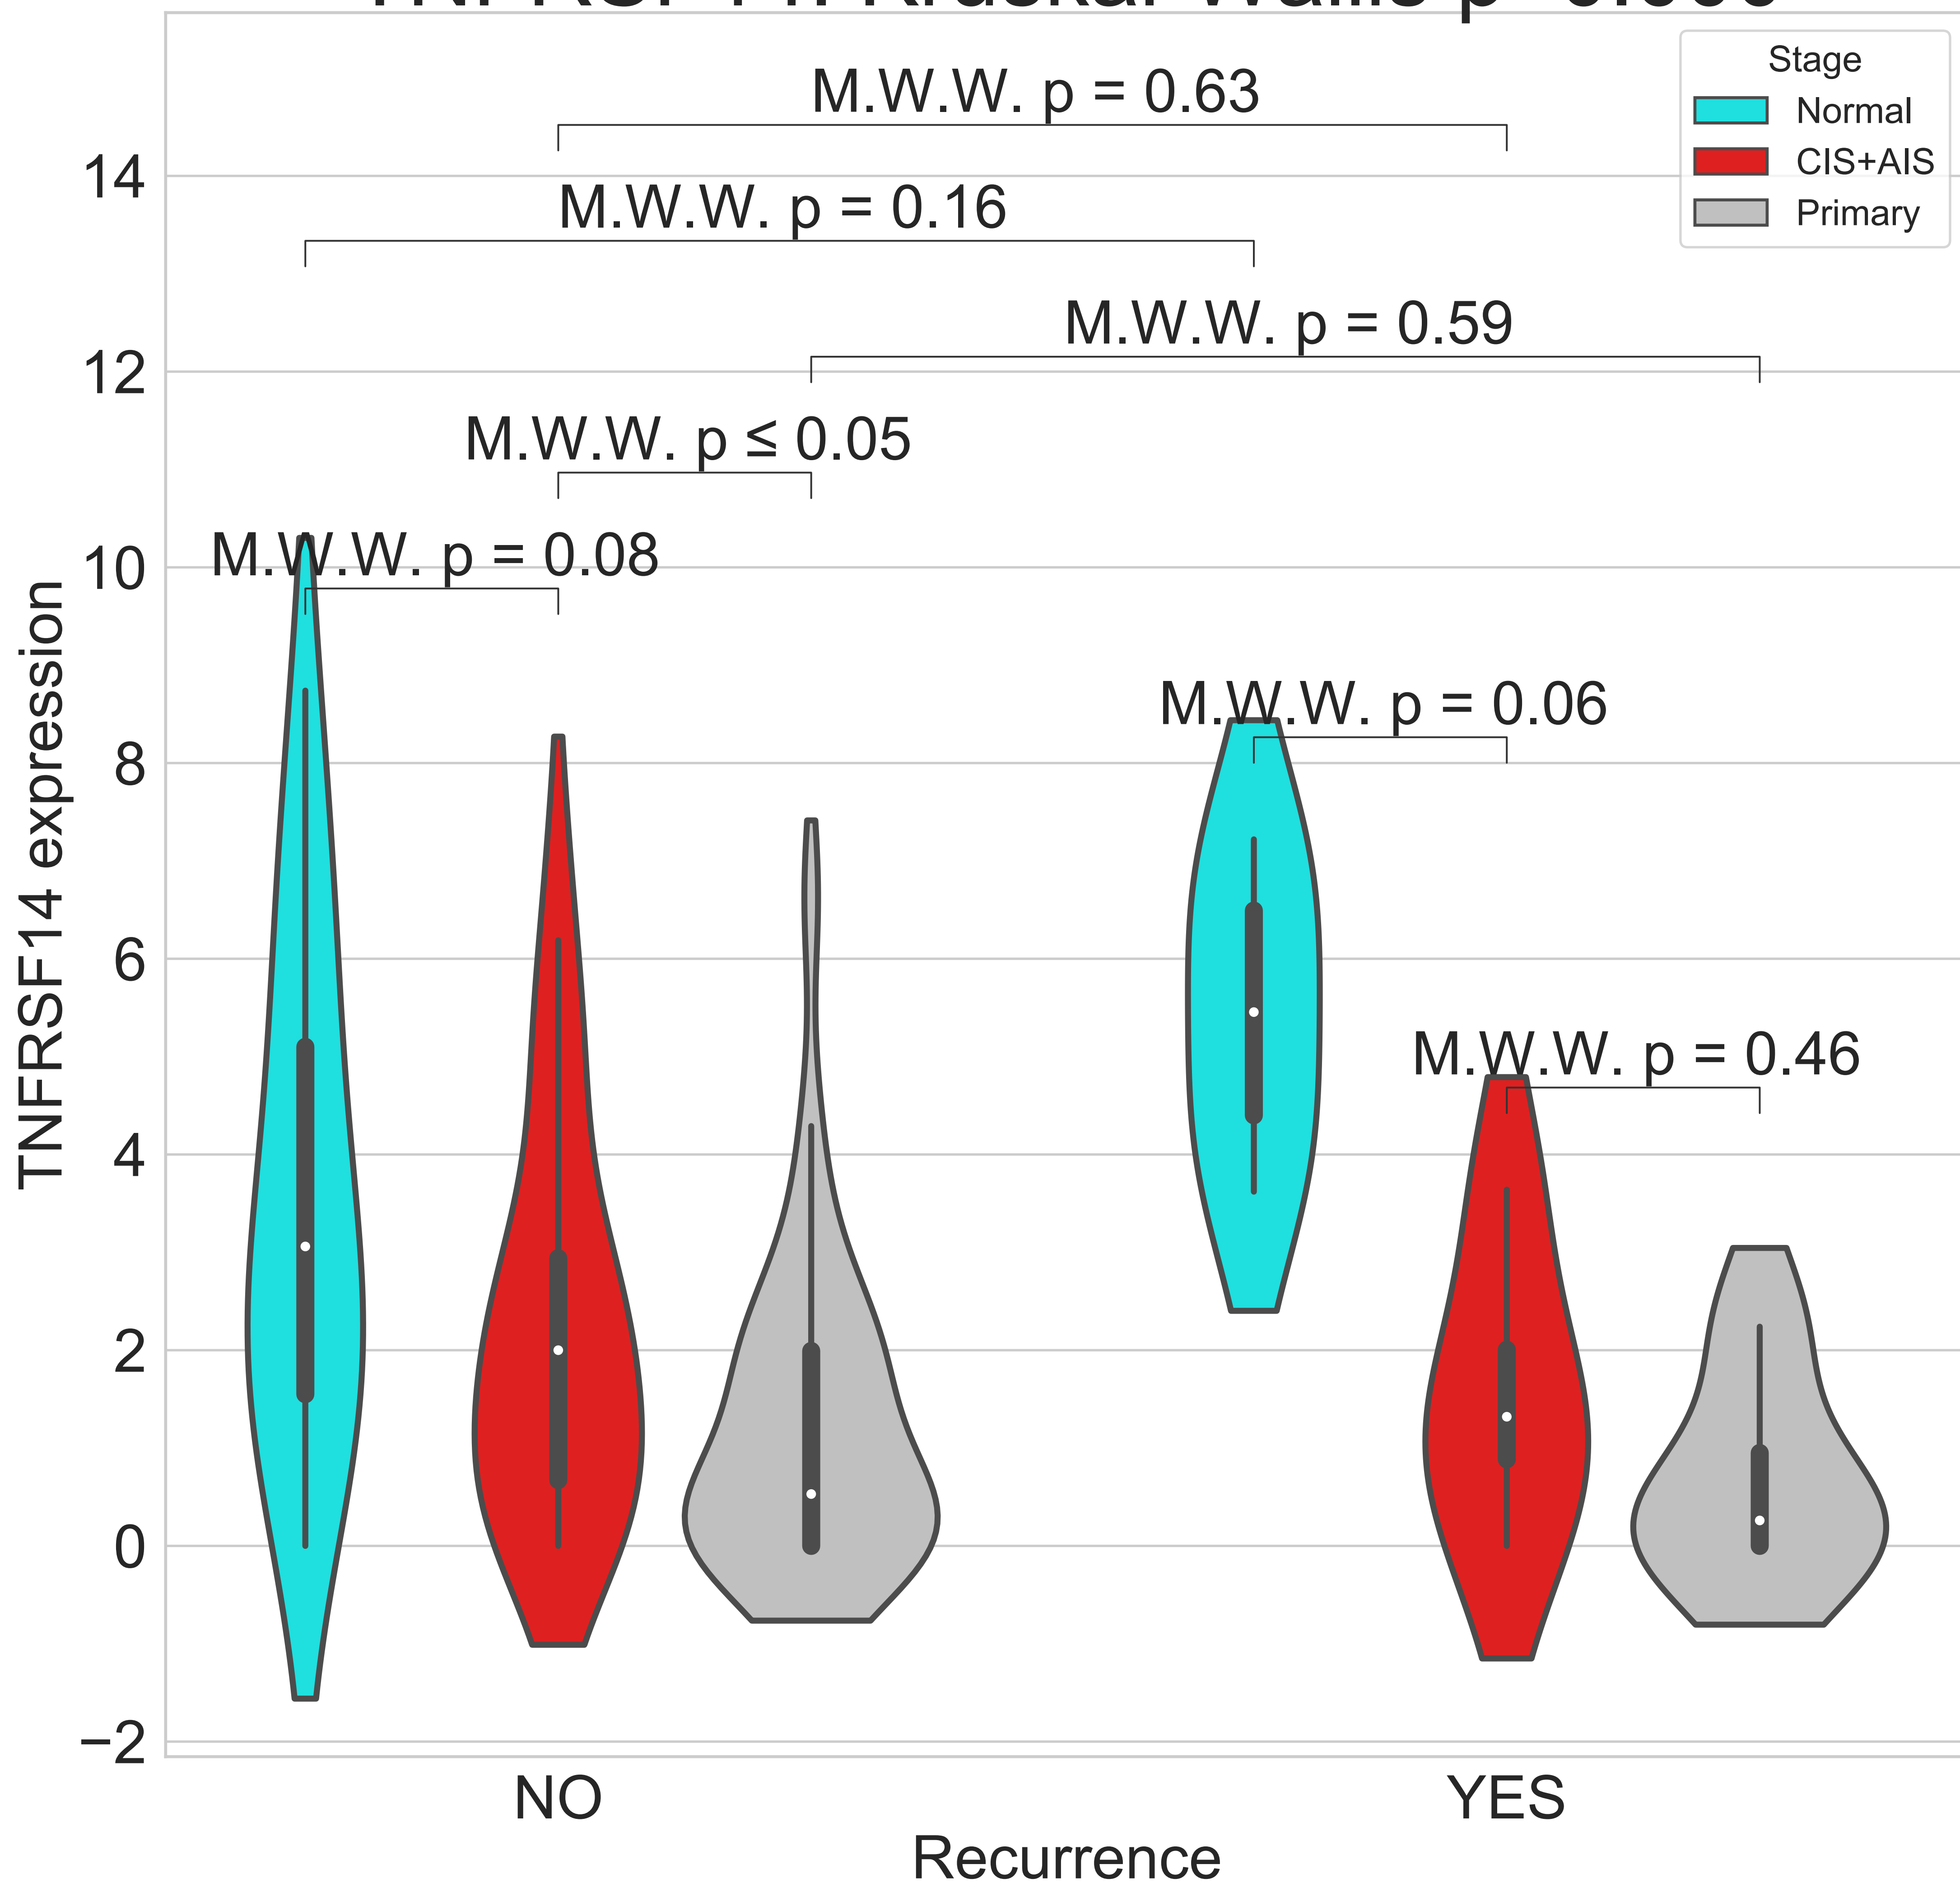 Stage
Normal
CIS+AIS
Primary
M.W.W. p = 0.63
M.W.W. p = 0.16
M.W.W. p = 0.59
M.W.W. p ≤ 0.05
M.W.W. p = 0.08
M.W.W. p = 0.06
M.W.W. p = 0.46
14
12
10
8
6
4
2
0
−2
TNFRSF14 expression
NO
YES
Recurrence